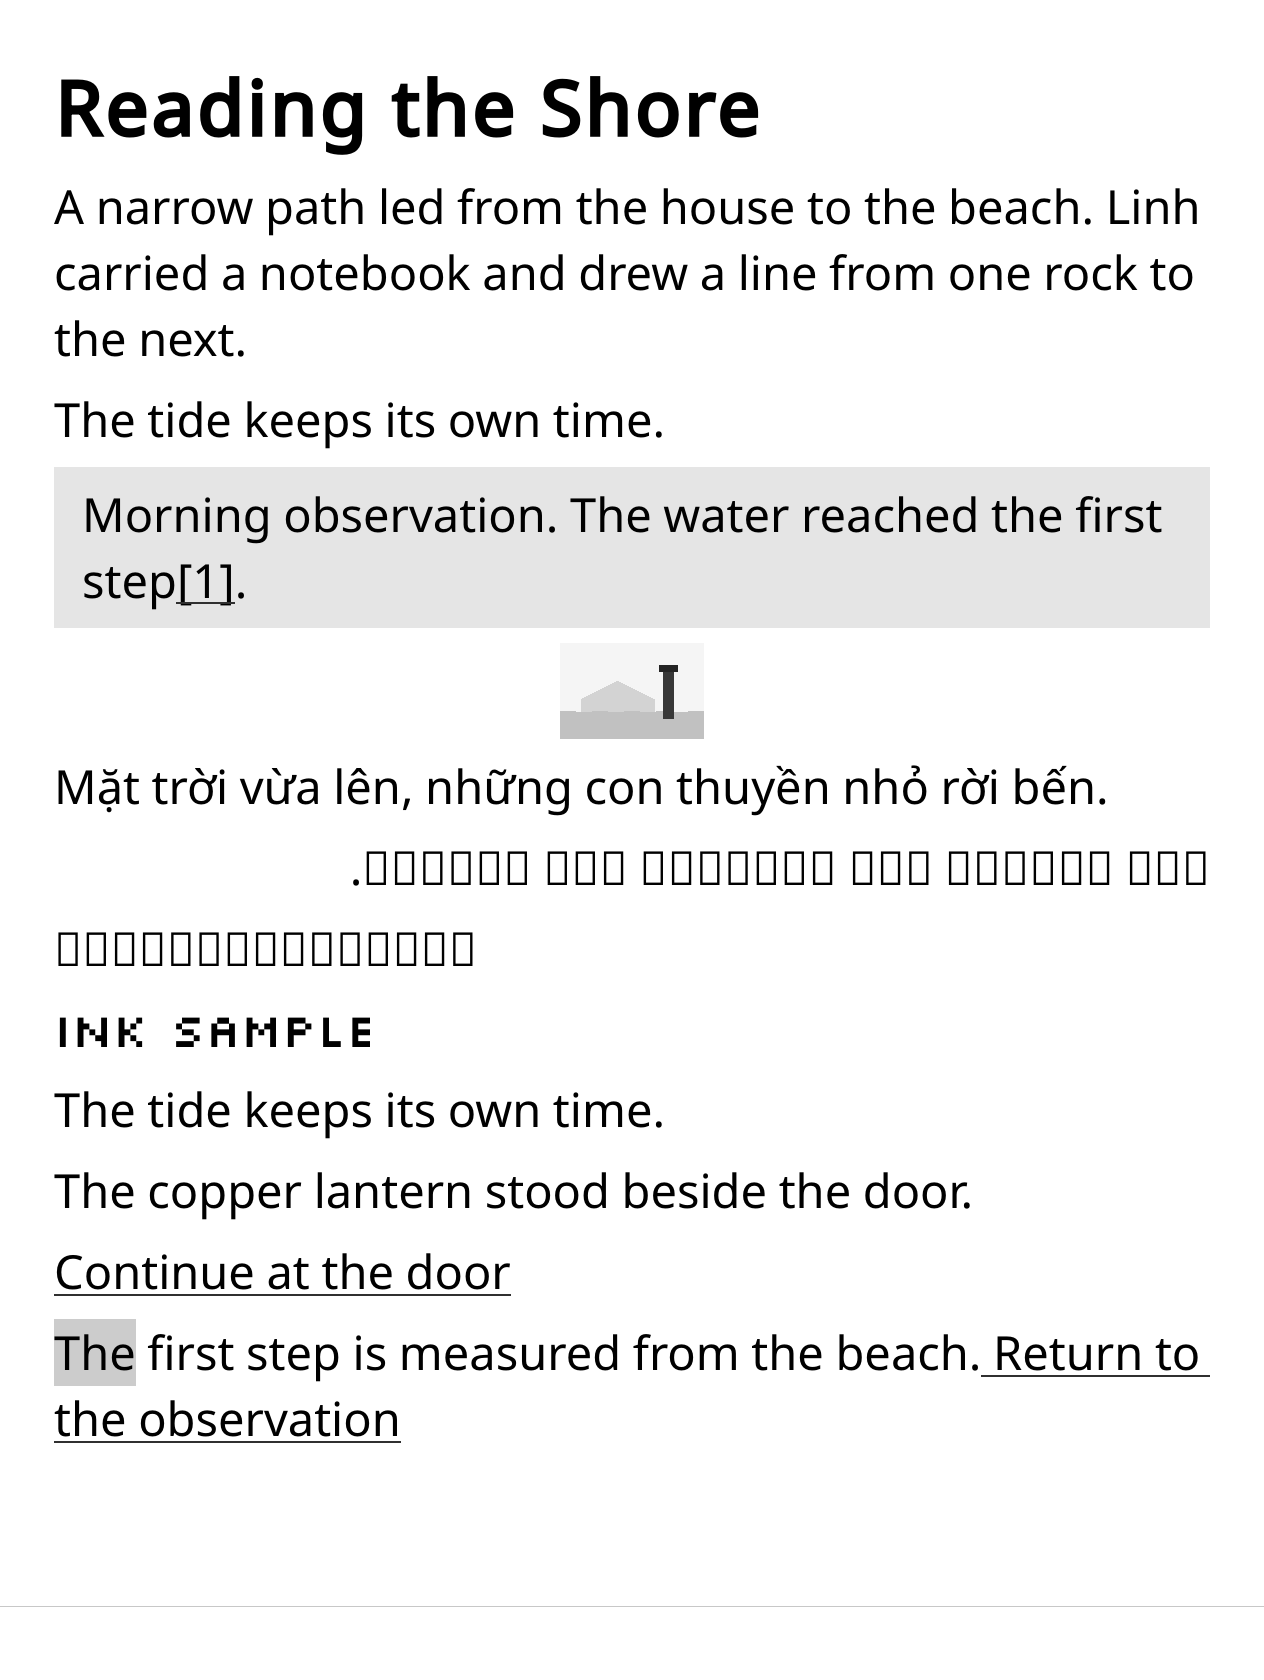 Reading the Shore
A narrow path led from the house to the beach. Linh
carried a notebook and drew a line from one rock to
the next.
The tide keeps its own time.
Morning observation. The water reached the first
step[1].
Mặt trời vừa lên, những con thuyền nhỏ rời bến.
INK SAMPLE
The tide keeps its own time.
The copper lantern stood beside the door.
Continue at the door
The first step is measured from the beach. Return to
the observation